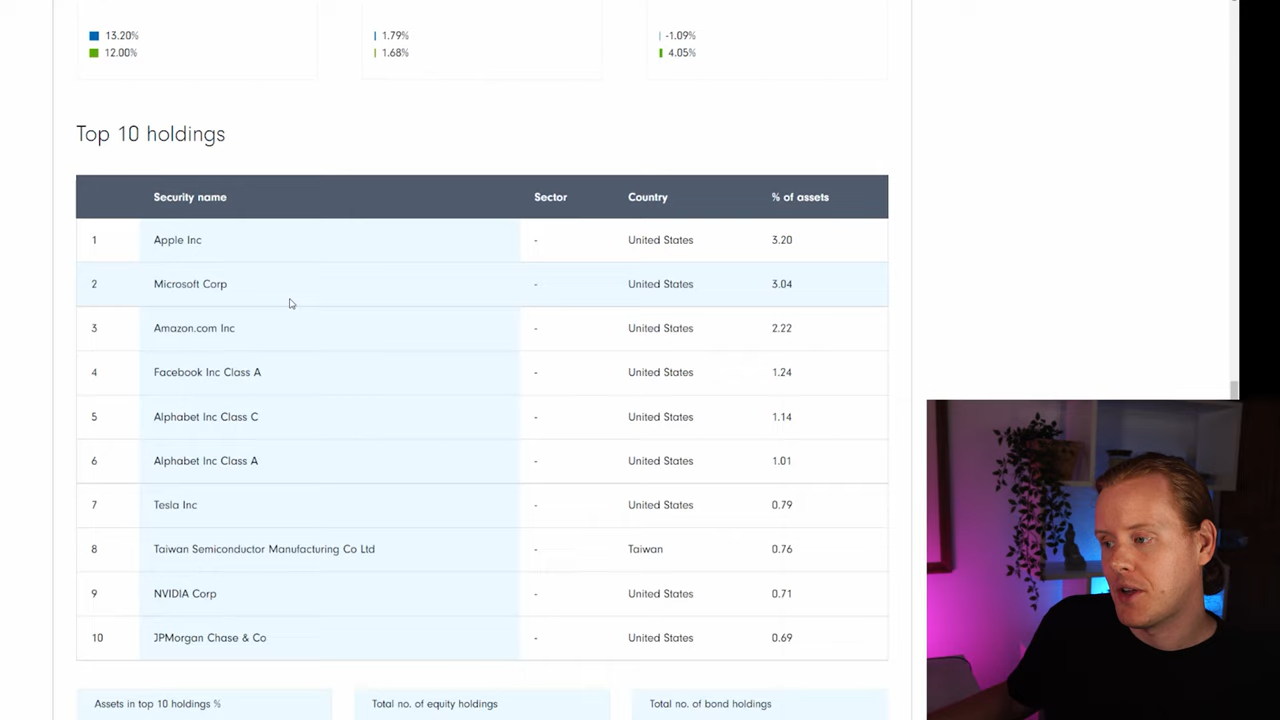 13.20% 1.79% -1.09%
12.00% 1.68% 4.05%
Top 10 holdings
Security name Sector Country % of assets
1 Apple Inc - United States 3.20
2 Microsoft Corp - United States 3.04
3 Amazon.com Inc - United States 2.22
4 Facebook Inc Class A - United States 1.24
5 Alphabet Inc Class C - United States 1.14
6 Alphabet Inc Class A - United States 1.01
7 Tesla Inc - United States 0.79
8 Taiwan Semiconductor Manufacturing Co Ltd - Taiwan 0.76
9 NVIDIA Corp - United States 0.71
10 JPMorgan Chase & Co - United States 0.69
Assets in top 10 holdings % Total no. of equity holdings Total no. of bond holdings